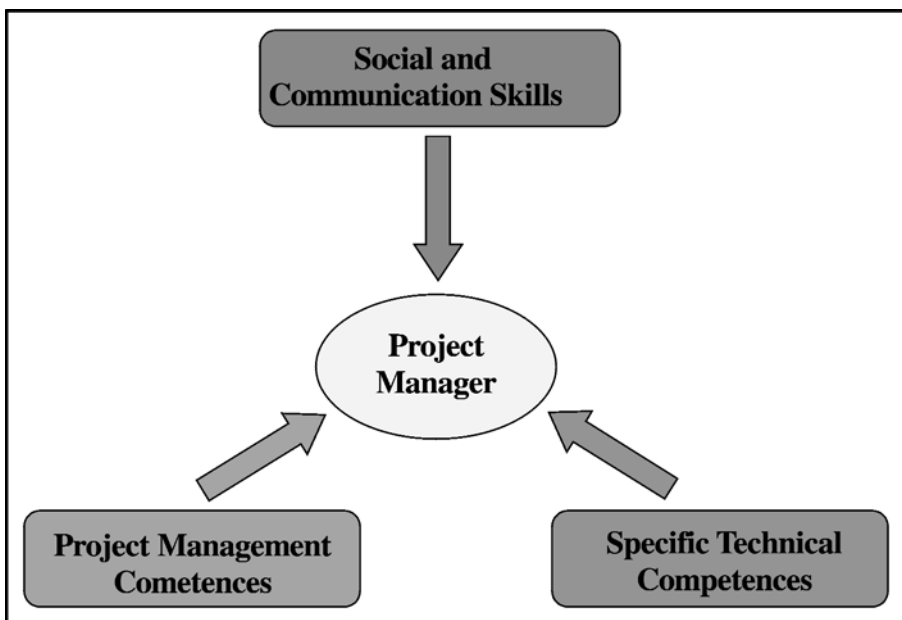 Social and
Communication Skills
Project
Manager
Project Management
Cometences
Specific Technical
Competences